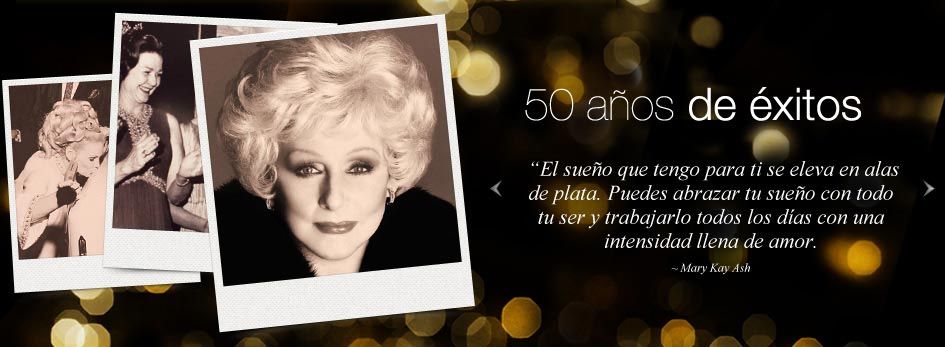 50 años de éxitos
“El sueño que tengo para ti se eleva en alas
de plata. Puedes abrazar tu sueño con todo
tu ser y trabajarlo todos los días con una
intensidad llena de amor.
~ Mary Kay Ash